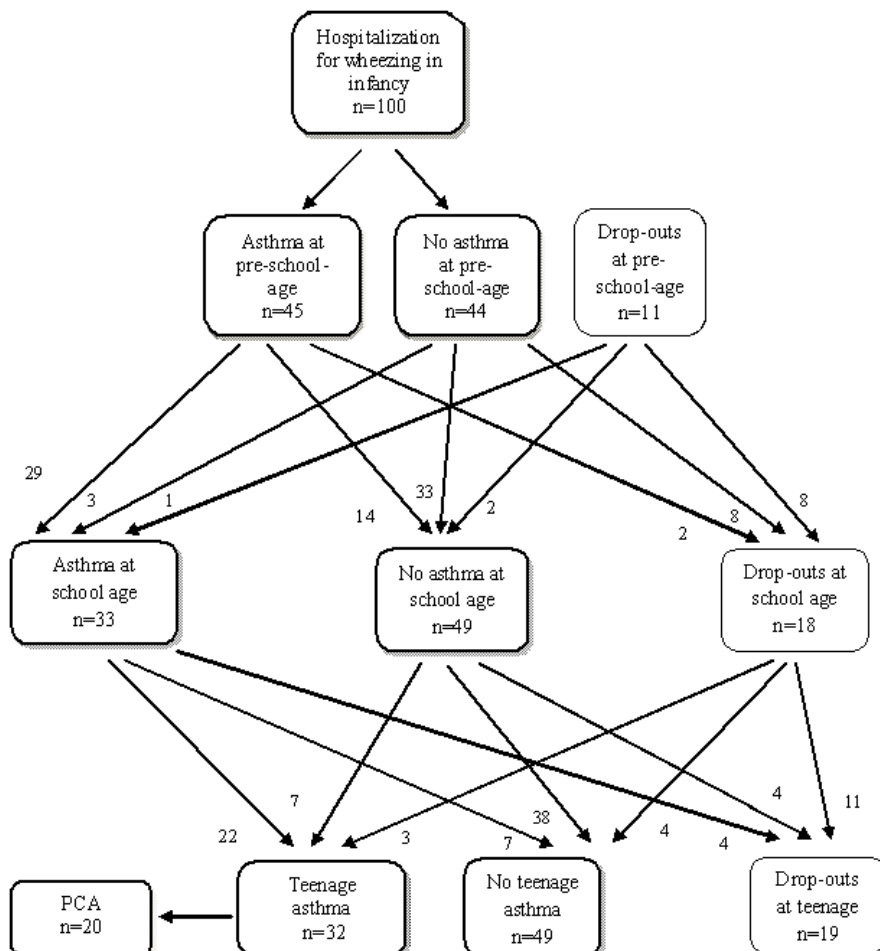 Hospitalization
for wheezing in
infancy
n=100
Asthma at
pre-school-
age
n=45
No asthma
at pre-
school-age
n=44
Drop-outs
at pre-
school-age
n=11
29
3
1
14
33
2
2
8
8
Asthma at
school age
n=33
No asthma at
school age
n=49
Drop-outs at
school age
n=18
22
7
3
7
38
4
4
4
11
PCA
n=20
Teenage
asthma
n=32
No teenage
asthma
n=49
Drop-outs
at teenage
n=19